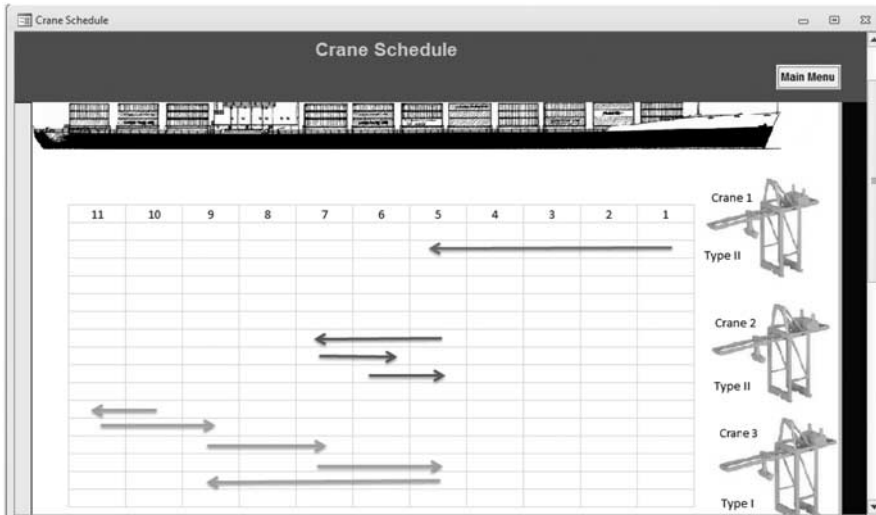 Crane Schedule
Crane Schedule
Main Menu
11 10 9 8 7 6 5 4 3 2 1
Crane 1
Type II
Crane 2
Type II
Crane 3
Type I